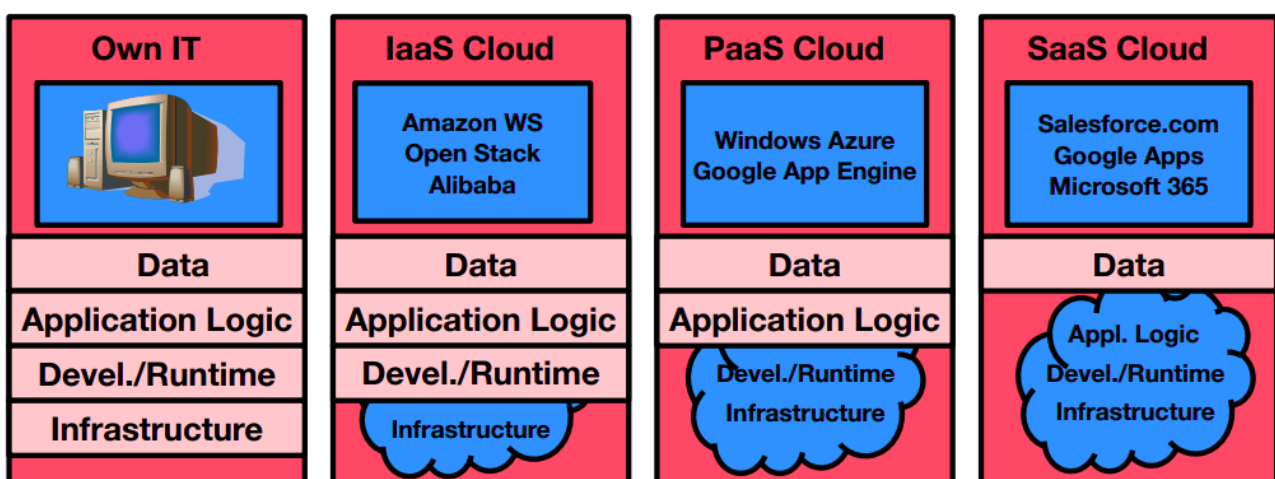 Own IT
Data
Application Logic
Devel./Runtime
Infrastructure
IaaS Cloud
Amazon WS
Open Stack
Alibaba
Data
Application Logic
Devel./Runtime
Infrastructure
PaaS Cloud
Windows Azure
Google App Engine
Data
Application Logic
Devel./Runtime
Infrastructure
SaaS Cloud
Salesforce.com
Google Apps
Microsoft 365
Data
Appl. Logic
Devel./Runtime
Infrastructure